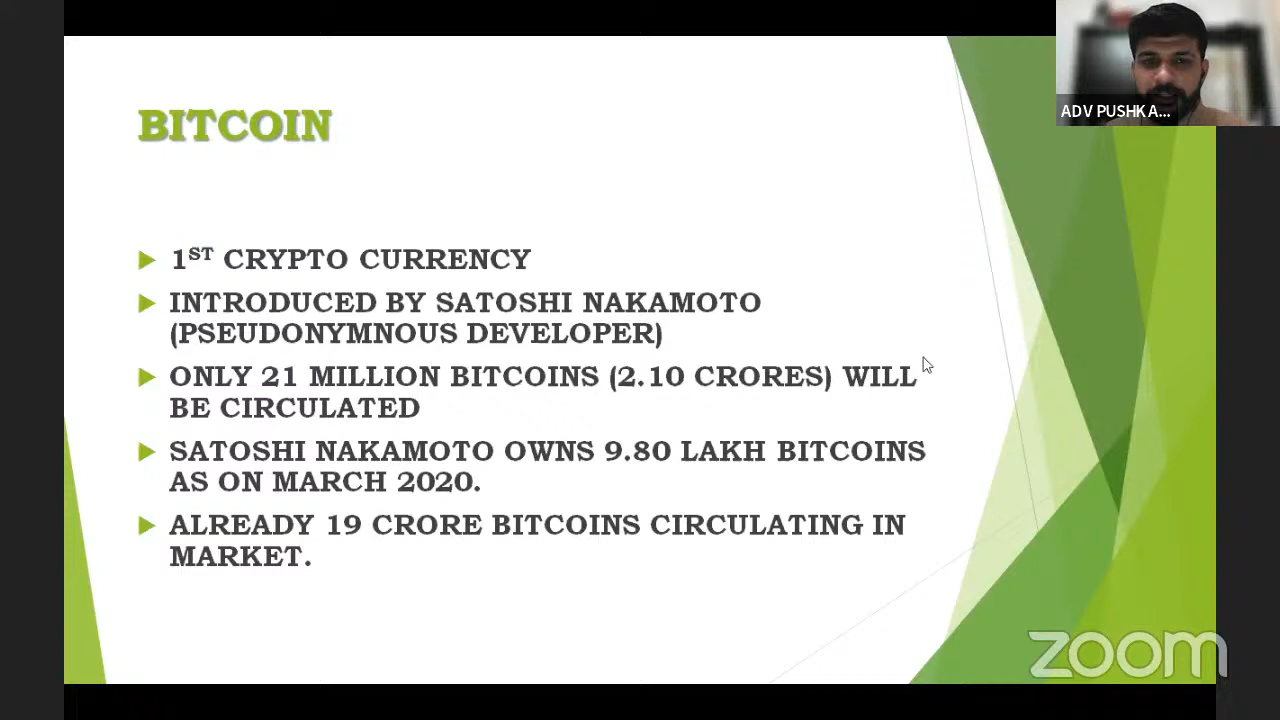 ADV PUSHKA...
BITCOIN
1ST CRYPTO CURRENCY
INTRODUCED BY SATOSHI NAKAMOTO
(PSEUDONYMNOUS DEVELOPER)
ONLY 21 MILLION BITCOINS (2.10 CRORES) WILL
BE CIRCULATED
SATOSHI NAKAMOTO OWNS 9.80 LAKH BITCOINS
AS ON MARCH 2020.
ALREADY 19 CRORE BITCOINS CIRCULATING IN
MARKET.
zoom